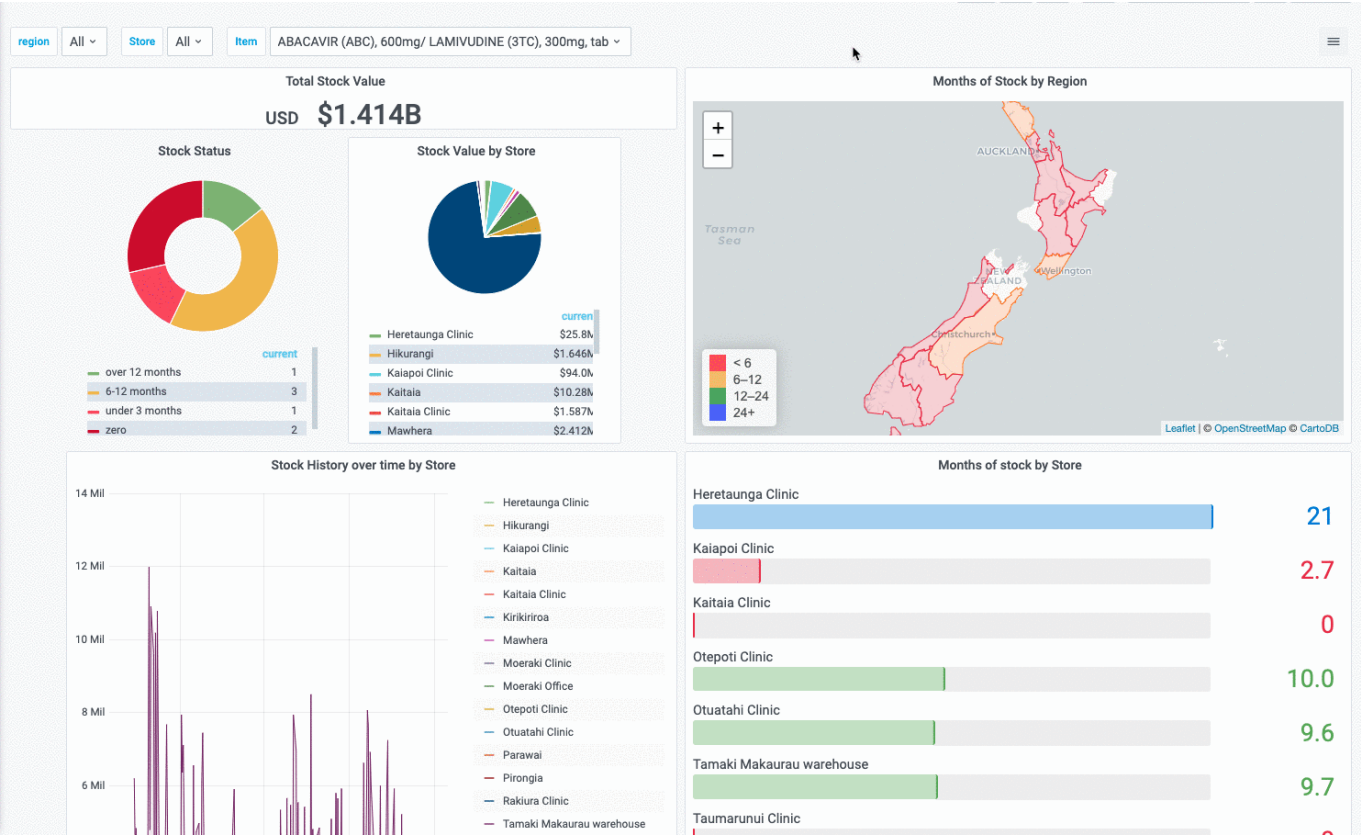 region All Store All Item ABACAVIR (ABC), 600mg/ LAMIVUDINE (3TC), 300mg, tab
Total Stock Value
USD $1.414B
Stock Status
current
over 12 months 1
6-12 months 3
under 3 months 1
zero 2
Stock Value by Store
curren
Heretaunga Clinic $25.8M
Hikurangi $1.646M
Kaiapoi Clinic $94.0M
Kaitaia $10.28M
Kaitaia Clinic $1.587M
Mawhera $2.412M
Months of Stock by Region
+
−
AUCKLAND
Tasman
Sea
Wellington
NEW
ZEALAND
Christchurch
< 6
6–12
12–24
24+
Leaflet | © OpenStreetMap © CartoDB
Stock History over time by Store
14 Mil
12 Mil
10 Mil
8 Mil
6 Mil
Heretaunga Clinic
Hikurangi
Kaiapoi Clinic
Kaitaia
Kaitaia Clinic
Kirikiriroa
Mawhera
Moeraki Clinic
Moeraki Office
Otepoti Clinic
Otuatahi Clinic
Parawai
Pirongia
Rakiura Clinic
Tamaki Makaurau warehouse
Months of stock by Store
Heretaunga Clinic
21
Kaiapoi Clinic
2.7
Kaitaia Clinic
0
Otepoti Clinic
10.0
Otuatahi Clinic
9.6
Tamaki Makaurau warehouse
9.7
Taumarunui Clinic